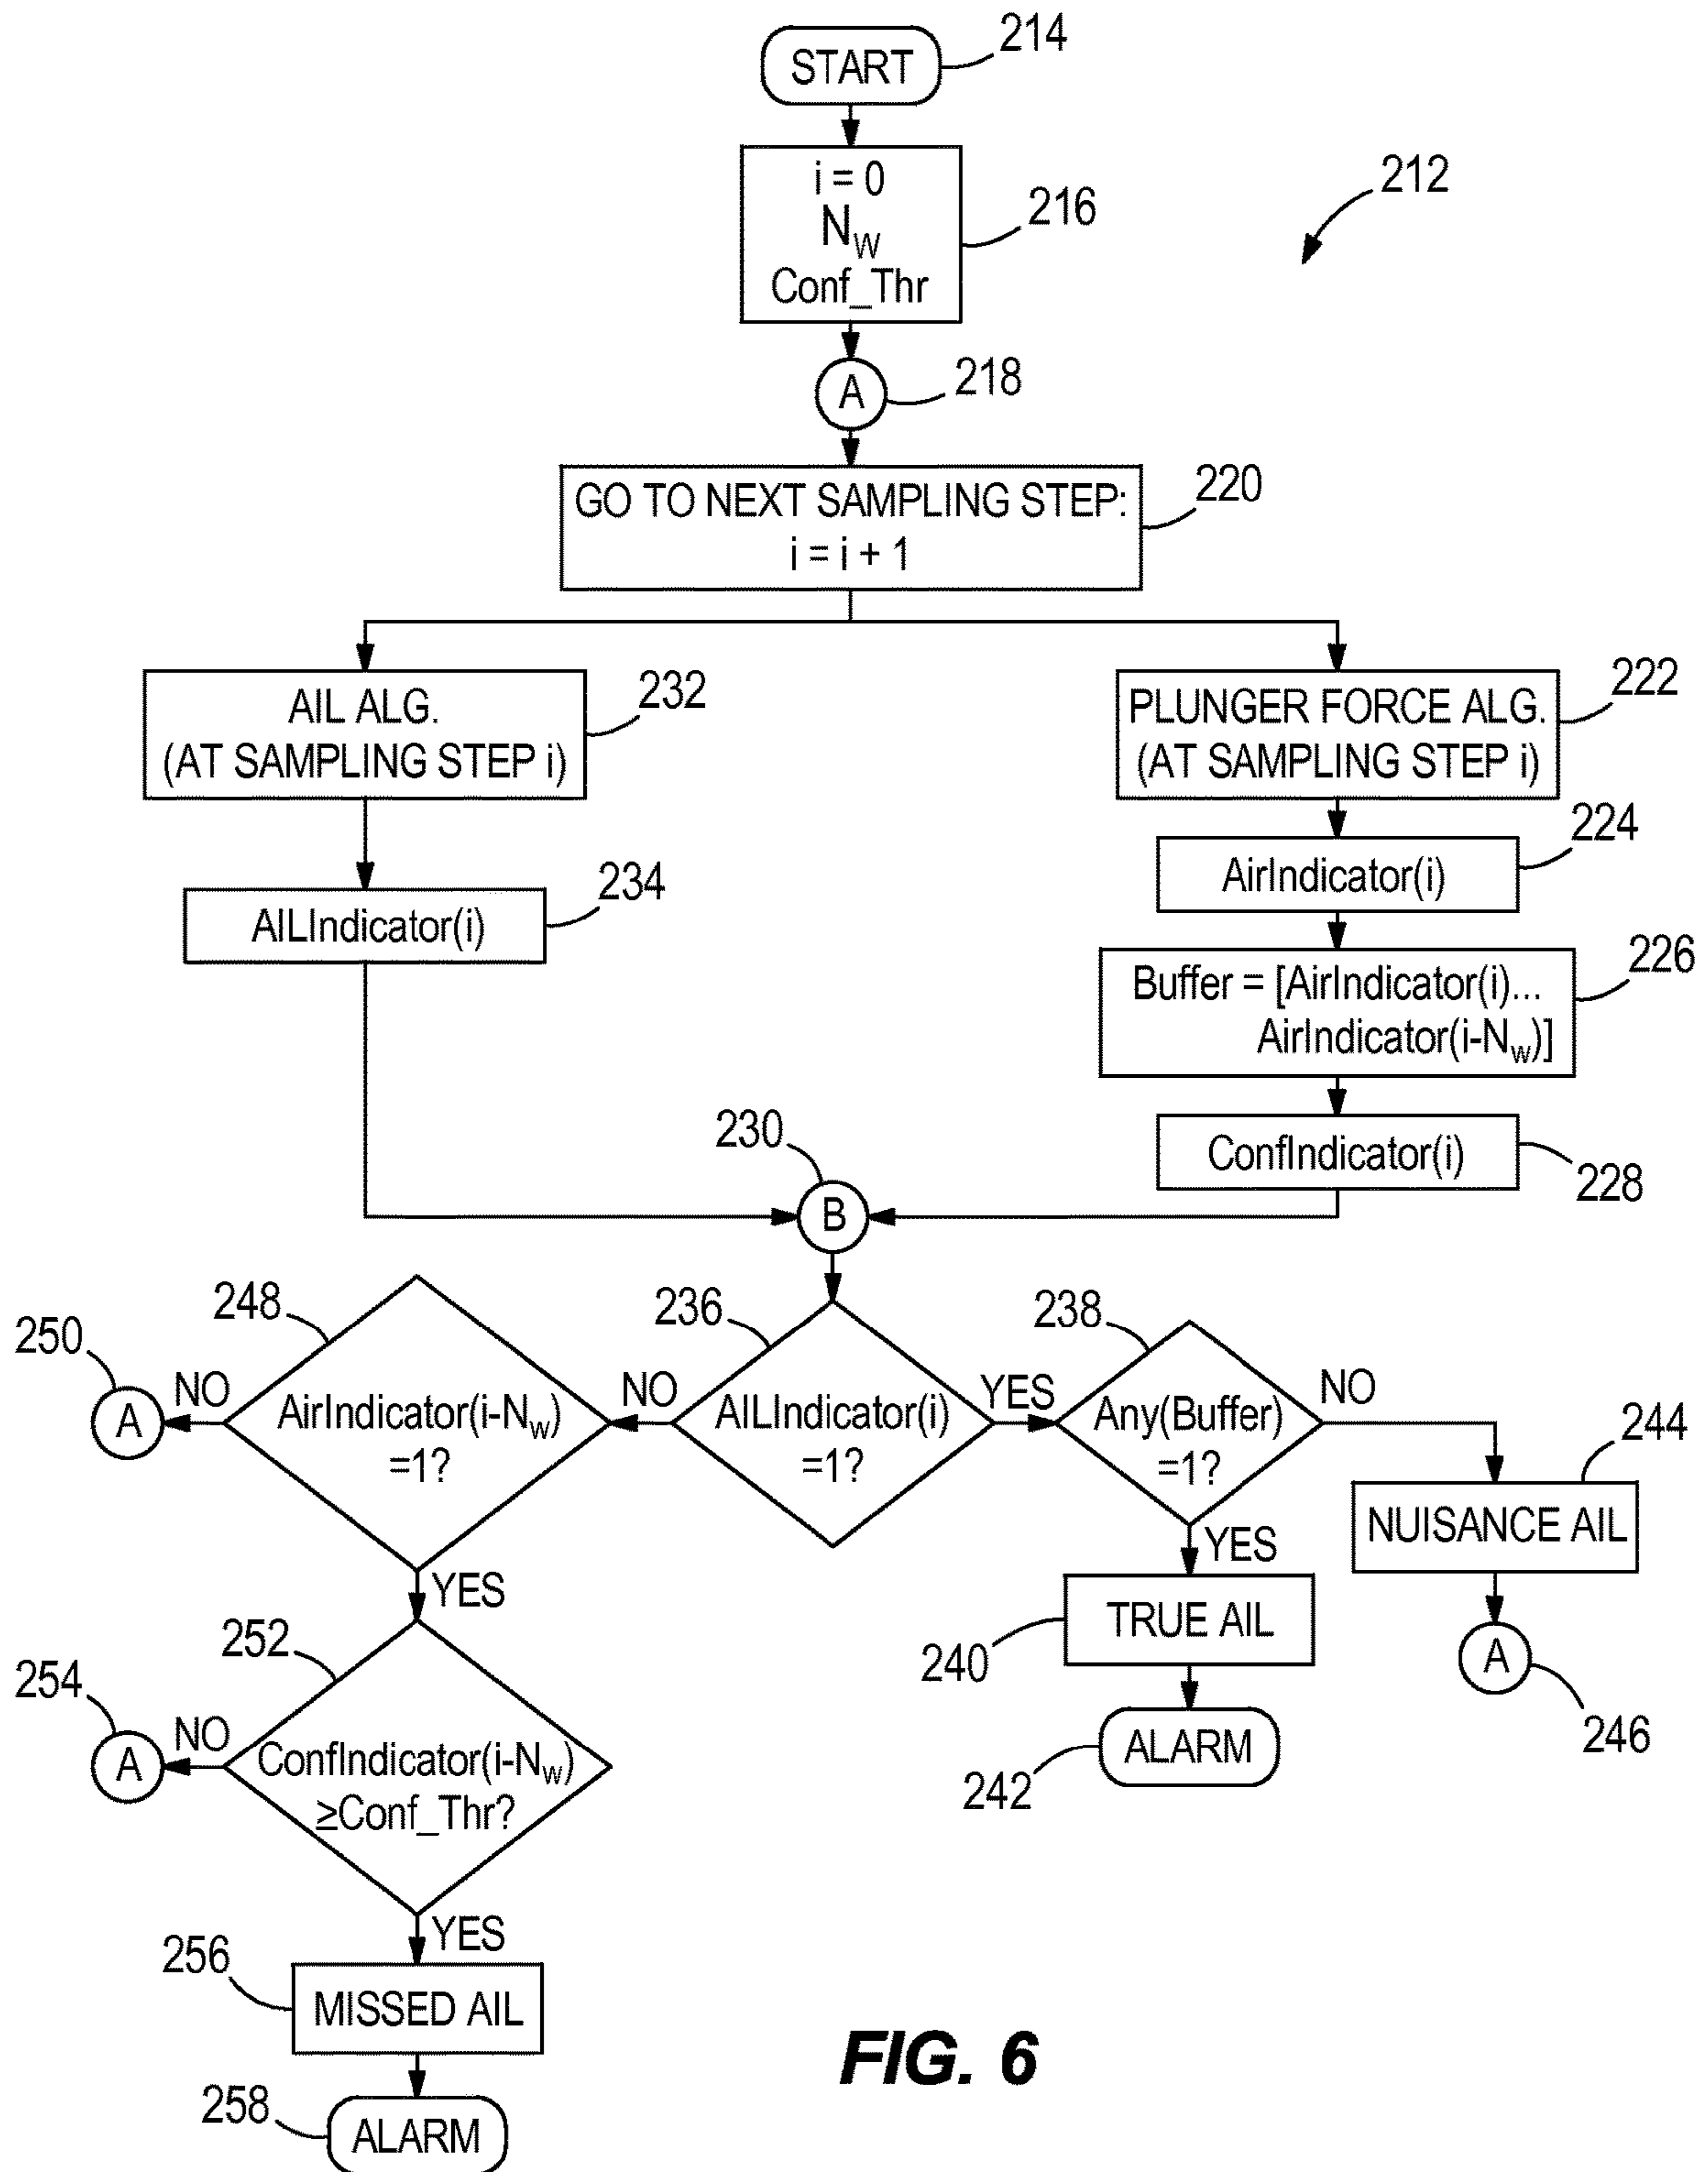 START
214
i = 0
N_W
Conf_Thr
216
212
A
218
GO TO NEXT SAMPLING STEP:
i = i + 1
220
AIL ALG.
(AT SAMPLING STEP i)
232
PLUNGER FORCE ALG.
(AT SAMPLING STEP i)
222
AirIndicator(i)
224
AILIndicator(i)
234
Buffer = [AirIndicator(i)...
AirIndicator(i-N_W)]
226
ConfIndicator(i)
228
230
B
248
236
238
250
A
NO
AirIndicator(i-N_W)
=1?
NO
AILIndicator(i)
=1?
YES
Any(Buffer)
=1?
NO
244
NUISANCE AIL
YES
YES
TRUE AIL
240
A
246
252
254
A
NO
ConfIndicator(i-N_W)
≥Conf_Thr?
ALARM
242
YES
256
MISSED AIL
258
ALARM
FIG. 6